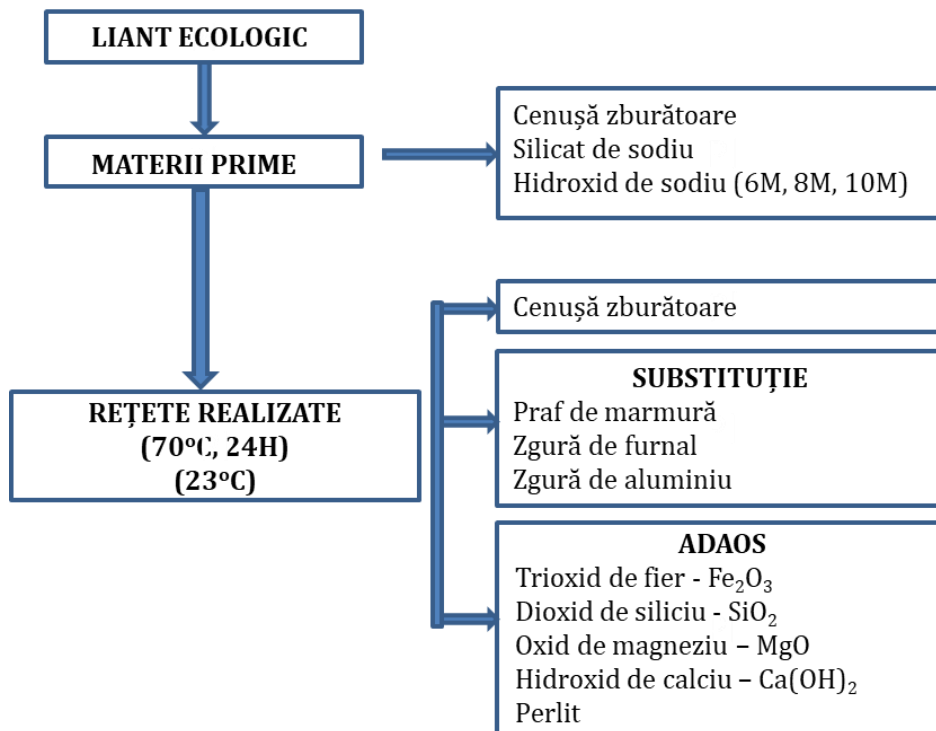 LIANT ECOLOGIC
MATERII PRIME
Cenușă zburătoare
Silicat de sodiu
Hidroxid de sodiu (6M, 8M, 10M)
REȚETE REALIZATE
(70ºC, 24H)
(23ºC)
Cenușă zburătoare
SUBSTITUȚIE
Praf de marmură
Zgură de furnal
Zgură de aluminiu
ADAOS
Trioxid de fier - Fe₂O₃
Dioxid de siliciu - SiO₂
Oxid de magneziu – MgO
Hidroxid de calciu – Ca(OH)₂
Perlit